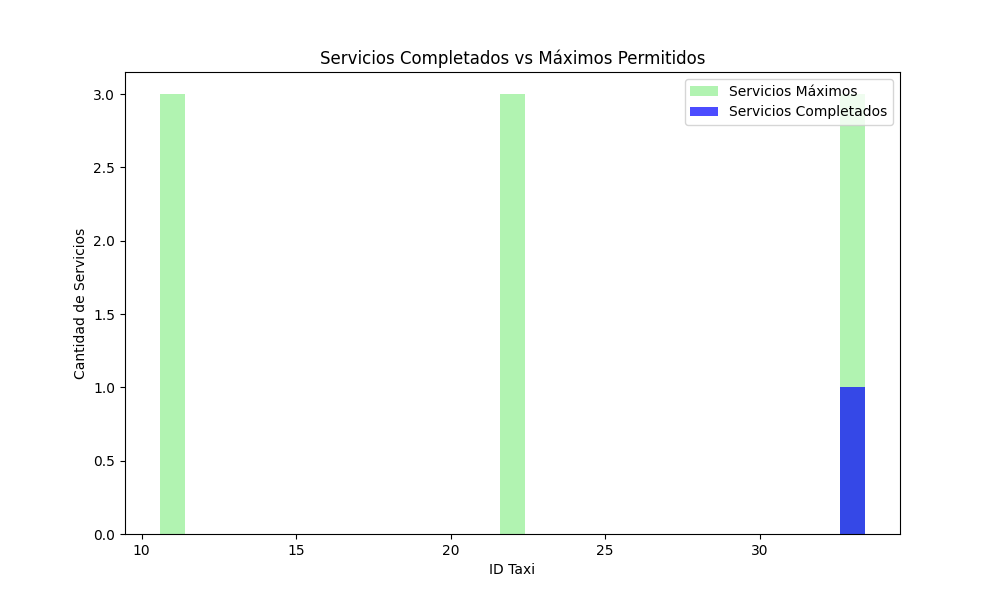 Servicios Completados vs Máximos Permitidos
Servicios Máximos
Servicios Completados
Cantidad de Servicios
3.0
2.5
2.0
1.5
1.0
0.5
0.0
10 15 20 25 30
ID Taxi